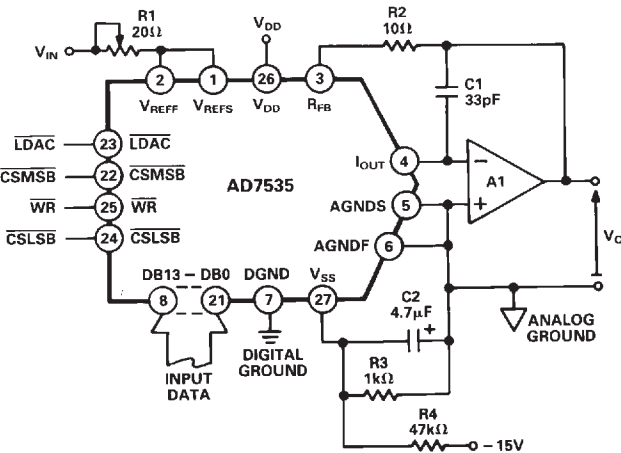 R1
20Ω
VIN
VDD
R2
10Ω
2
1
26
3
VREFF
VREFS
VDD
RFB
C1
33pF
LDAC
23
LDAC
CSMSB
22
CSMSB
WR
25
WR
CSLSB
24
CSLSB
AD7535
IOUT
4
−
A1
+
AGNDS
5
AGNDF
6
VO
DB13 – DB0
DGND
VSS
8
21
7
27
C2
4.7μF
+
ANALOG
GROUND
DIGITAL
GROUND
INPUT
DATA
R3
1kΩ
R4
47kΩ
−15V